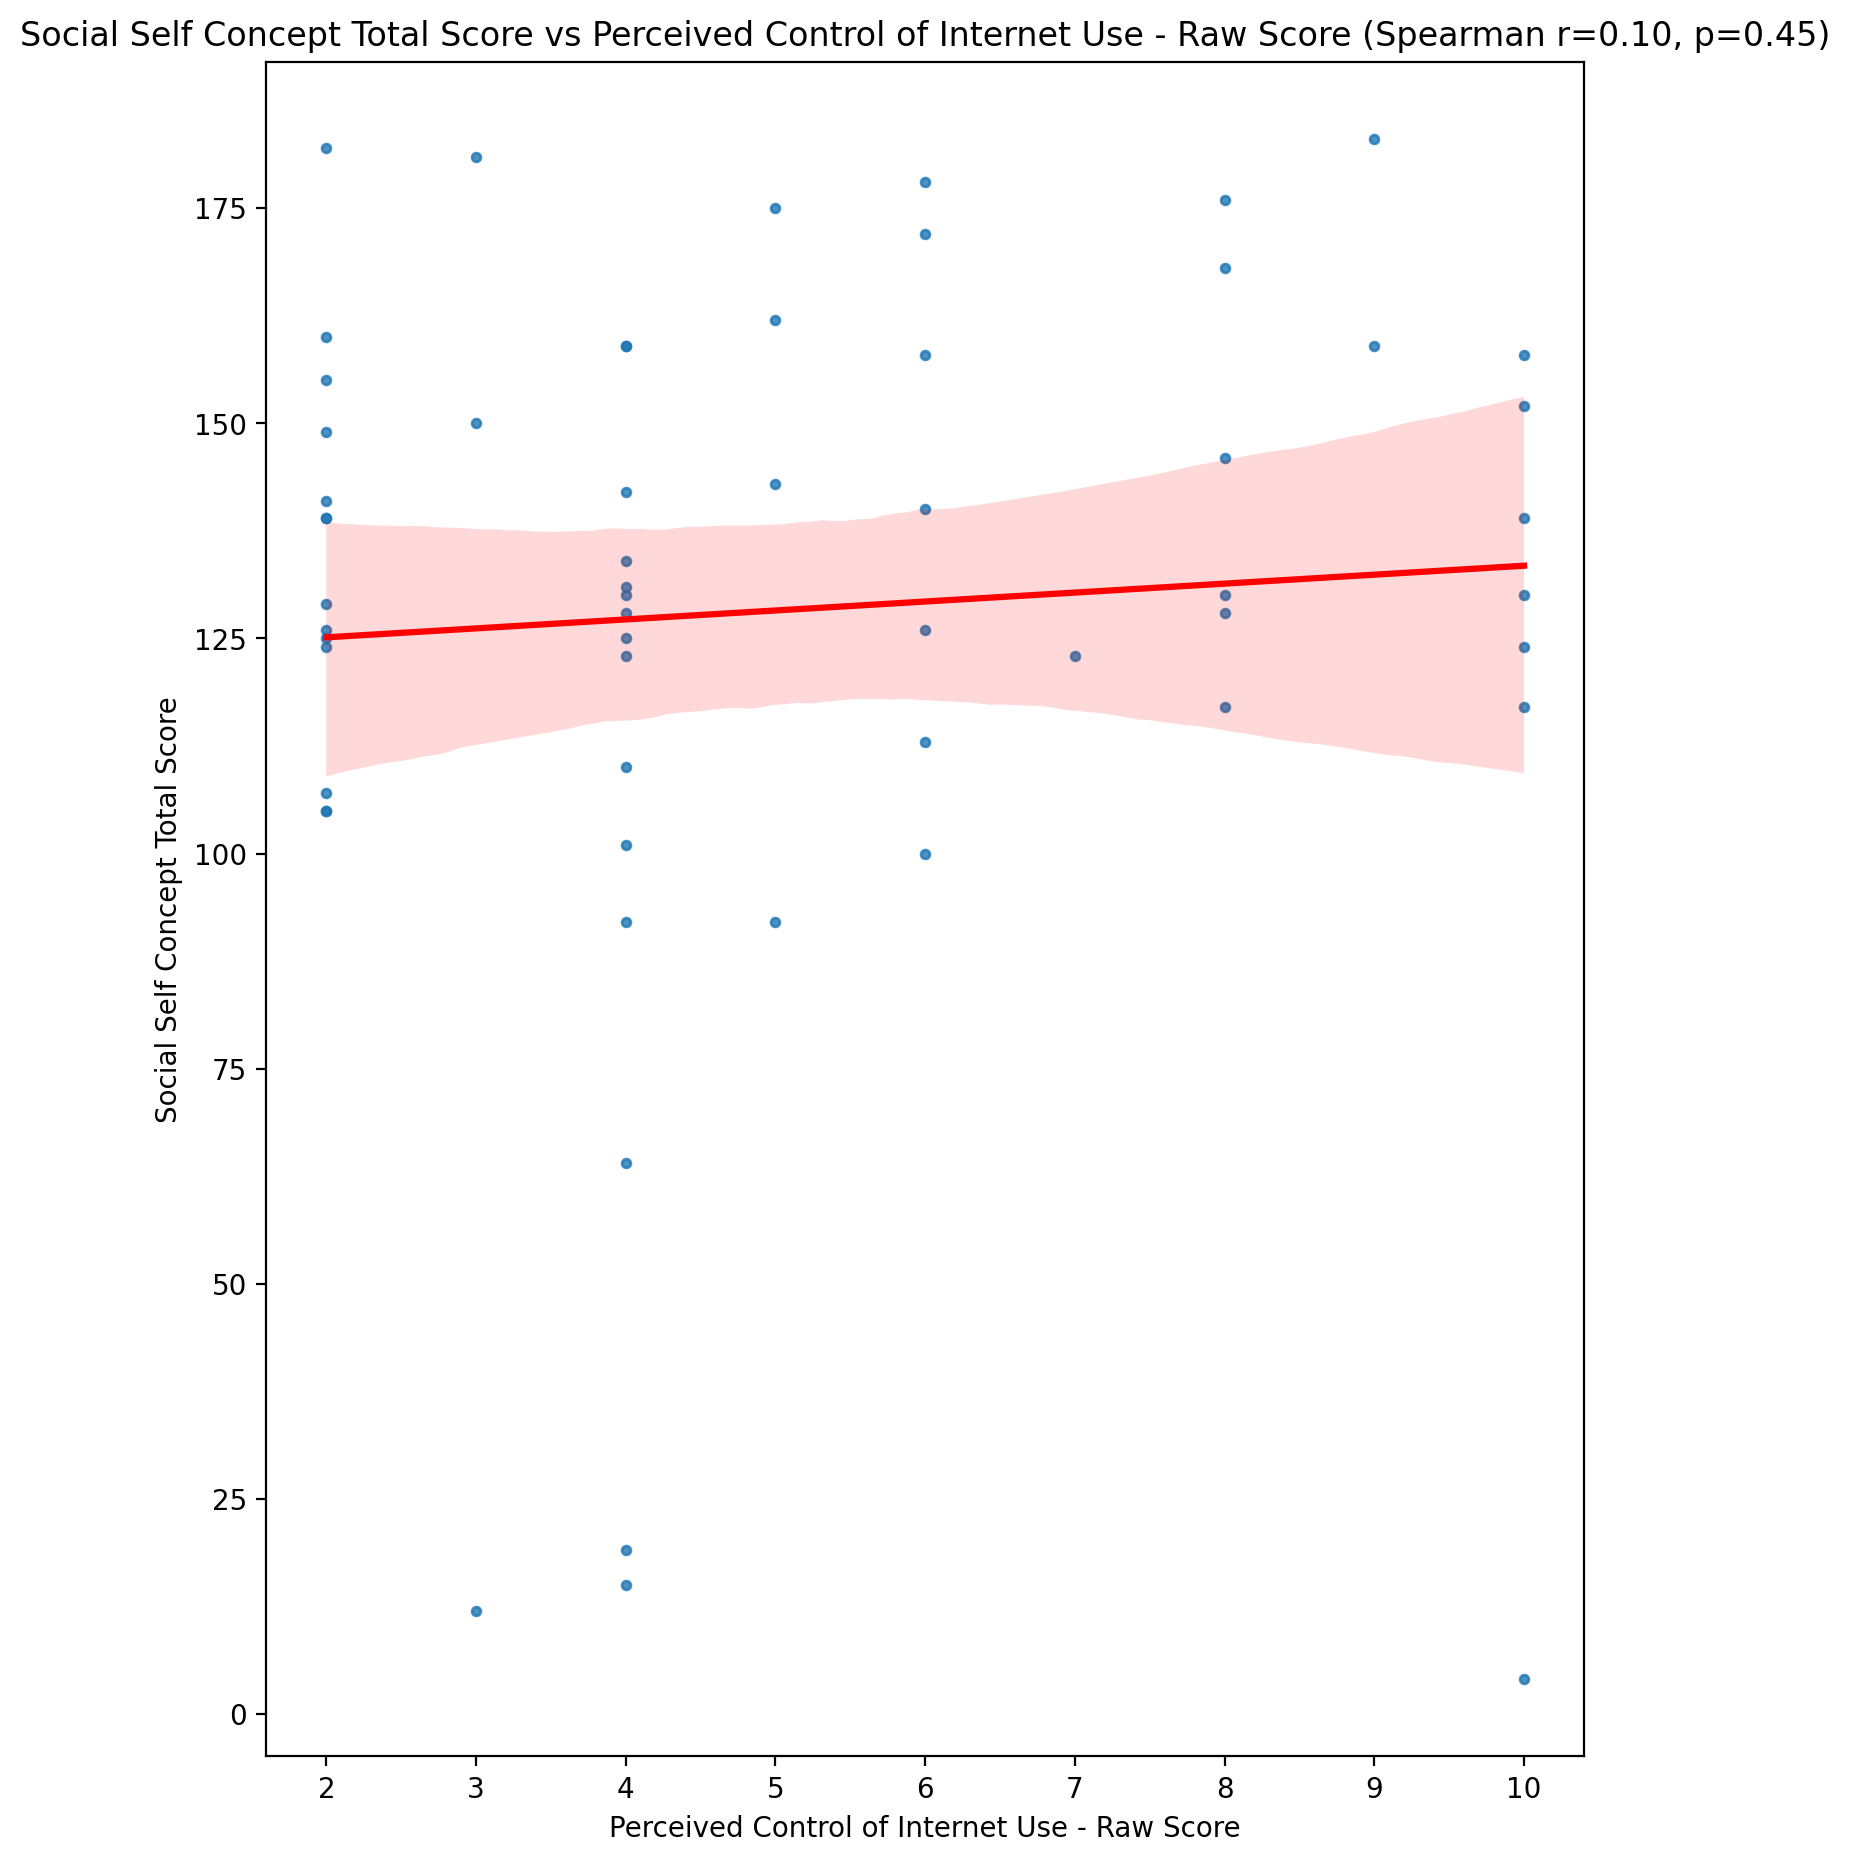 Social Self Concept Total Score vs Perceived Control of Internet Use - Raw Score (Spearman r=0.10, p=0.45)
Social Self Concept Total Score
175
150
125
100
75
50
25
0
2 3 4 5 6 7 8 9 10
Perceived Control of Internet Use - Raw Score